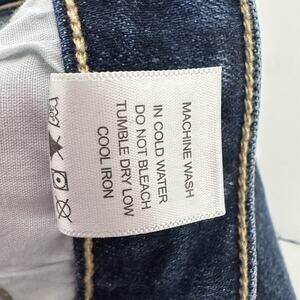 MACHINE WASH
IN COLD WATER
DO NOT BLEACH
TUMBLE DRY LOW
COOL IRON